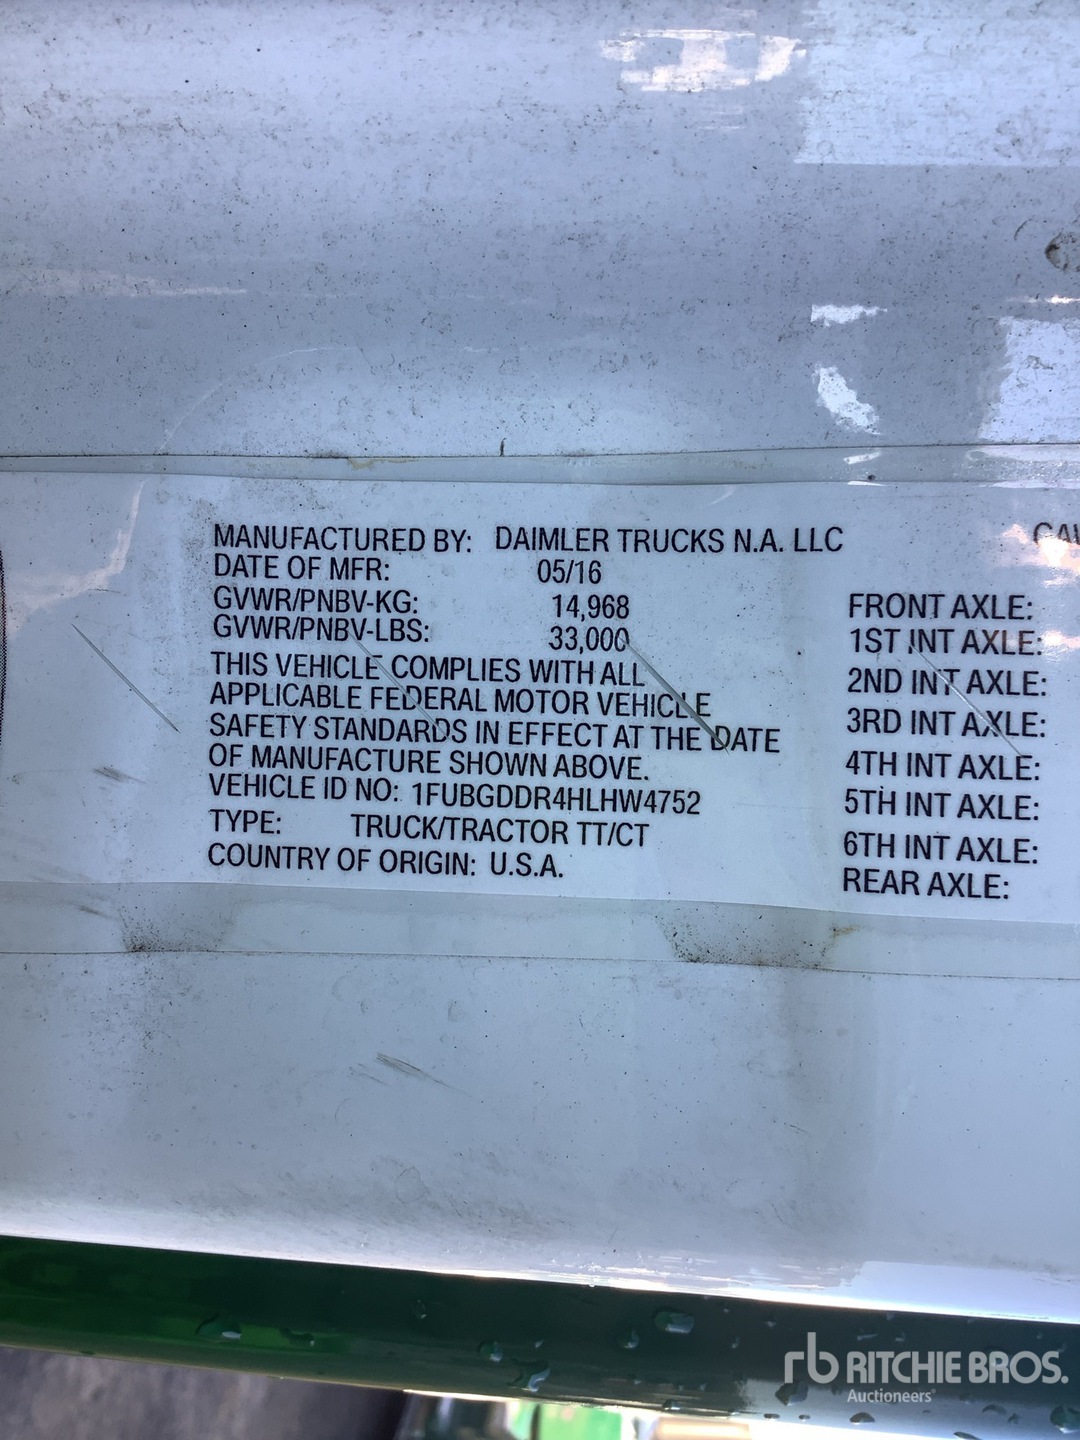 MANUFACTURED BY: DAIMLER TRUCKS N.A. LLC
DATE OF MFR: 05/16
GVWR/PNBV-KG: 14,968
GVWR/PNBV-LBS: 33,000
THIS VEHICLE COMPLIES WITH ALL
APPLICABLE FEDERAL MOTOR VEHICLE
SAFETY STANDARDS IN EFFECT AT THE DATE
OF MANUFACTURE SHOWN ABOVE.
VEHICLE ID NO: 1FUBGDDR4HLHW4752
TYPE: TRUCK/TRACTOR TT/CT
COUNTRY OF ORIGIN: U.S.A.
FRONT AXLE:
1ST INT AXLE:
2ND INT AXLE:
3RD INT AXLE:
4TH INT AXLE:
5TH INT AXLE:
6TH INT AXLE:
REAR AXLE:
rb RITCHIE BROS.
Auctioneers